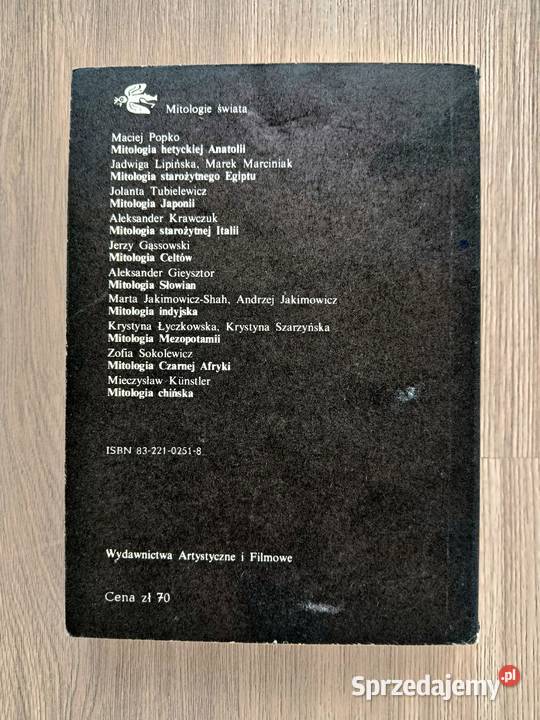 Mitologie świata
Maciej Popko
Mitologia hetyckiej Anatolii
Jadwiga Lipińska, Marek Marciniak
Mitologia starożytnego Egiptu
Jolanta Tubielewicz
Mitologia Japonii
Aleksander Krawczuk
Mitologia starożytnej Italii
Jerzy Gąssowski
Mitologia Celtów
Aleksander Gieysztor
Mitologia Słowian
Marta Jakimowicz-Shah, Andrzej Jakimowicz
Mitologia indyjska
Krystyna Łyczkowska, Krystyna Szarzyńska
Mitologia Mezopotamii
Zofia Sokolewicz
Mitologia Czarnej Afryki
Mieczysław Künstler
Mitologia chińska
ISBN 83-221-0251-8
Wydawnictwa Artystyczne i Filmowe
Cena zł 70
Sprzedajemy.pl